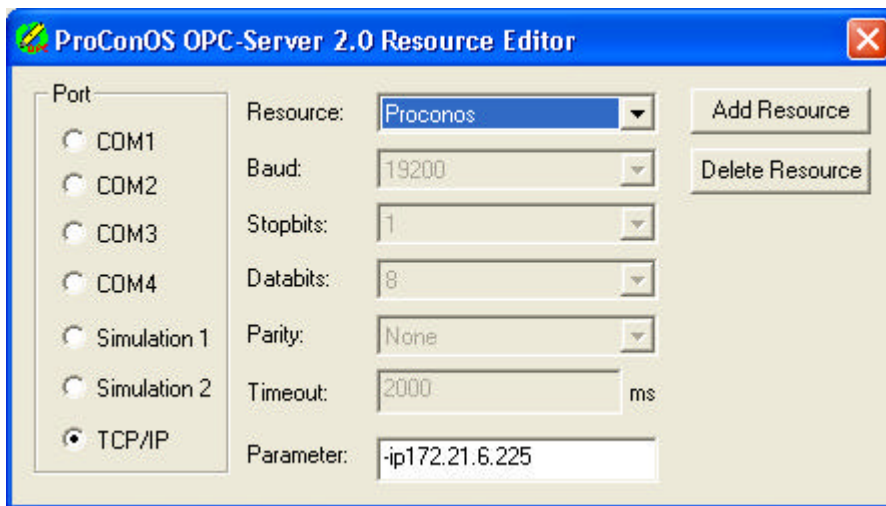 ProConOS OPC-Server 2.0 Resource Editor
Port
COM1
COM2
COM3
COM4
Simulation 1
Simulation 2
TCP/IP
Resource: Proconos
Baud: 19200
Stopbits: 1
Databits: 8
Parity: None
Timeout: 2000 ms
Parameter: -ip172.21.6.225
Add Resource
Delete Resource